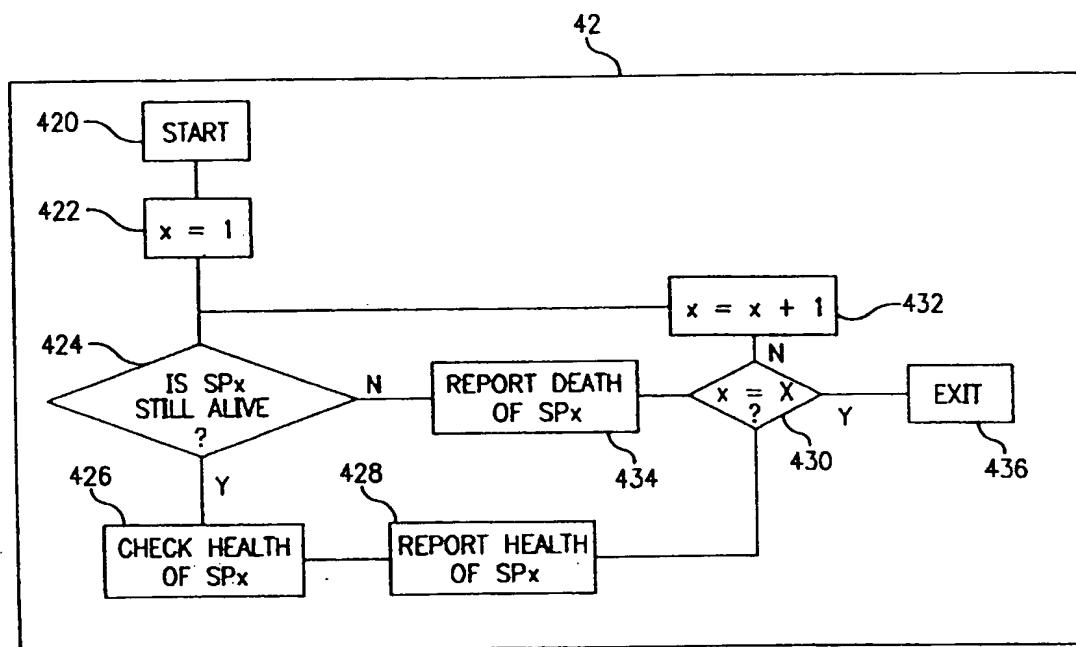 42
420
START
422
x = 1
x = x + 1
432
424
IS SPx
STILL ALIVE
?
N
REPORT DEATH
OF SPx
434
N
x = X
?
430
Y
EXIT
436
Y
426
CHECK HEALTH
OF SPx
428
REPORT HEALTH
OF SPx